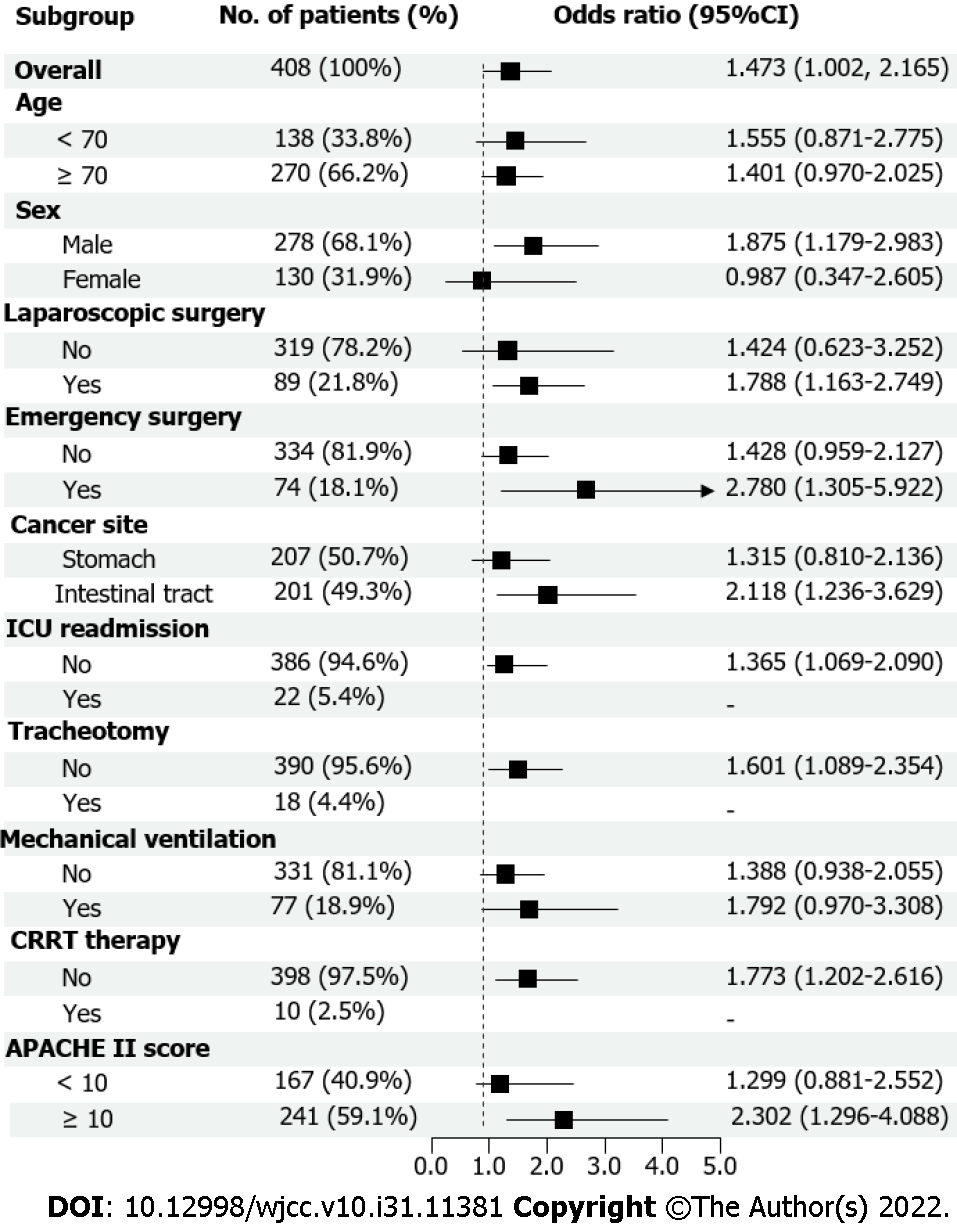 Subgroup No. of patients (%) Odds ratio (95%CI)
Overall 408 (100%) 1.473 (1.002, 2.165)
Age
< 70 138 (33.8%) 1.555 (0.871-2.775)
≥ 70 270 (66.2%) 1.401 (0.970-2.025)
Sex
Male 278 (68.1%) 1.875 (1.179-2.983)
Female 130 (31.9%) 0.987 (0.347-2.605)
Laparoscopic surgery
No 319 (78.2%) 1.424 (0.623-3.252)
Yes 89 (21.8%) 1.788 (1.163-2.749)
Emergency surgery
No 334 (81.9%) 1.428 (0.959-2.127)
Yes 74 (18.1%) 2.780 (1.305-5.922)
Cancer site
Stomach 207 (50.7%) 1.315 (0.810-2.136)
Intestinal tract 201 (49.3%) 2.118 (1.236-3.629)
ICU readmission
No 386 (94.6%) 1.365 (1.069-2.090)
Yes 22 (5.4%) -
Tracheotomy
No 390 (95.6%) 1.601 (1.089-2.354)
Yes 18 (4.4%) -
Mechanical ventilation
No 331 (81.1%) 1.388 (0.938-2.055)
Yes 77 (18.9%) 1.792 (0.970-3.308)
CRRT therapy
No 398 (97.5%) 1.773 (1.202-2.616)
Yes 10 (2.5%) -
APACHE II score
< 10 167 (40.9%) 1.299 (0.881-2.552)
≥ 10 241 (59.1%) 2.302 (1.296-4.088)
0.0 1.0 2.0 3.0 4.0 5.0
DOI: 10.12998/wjcc.v10.i31.11381 Copyright ©The Author(s) 2022.